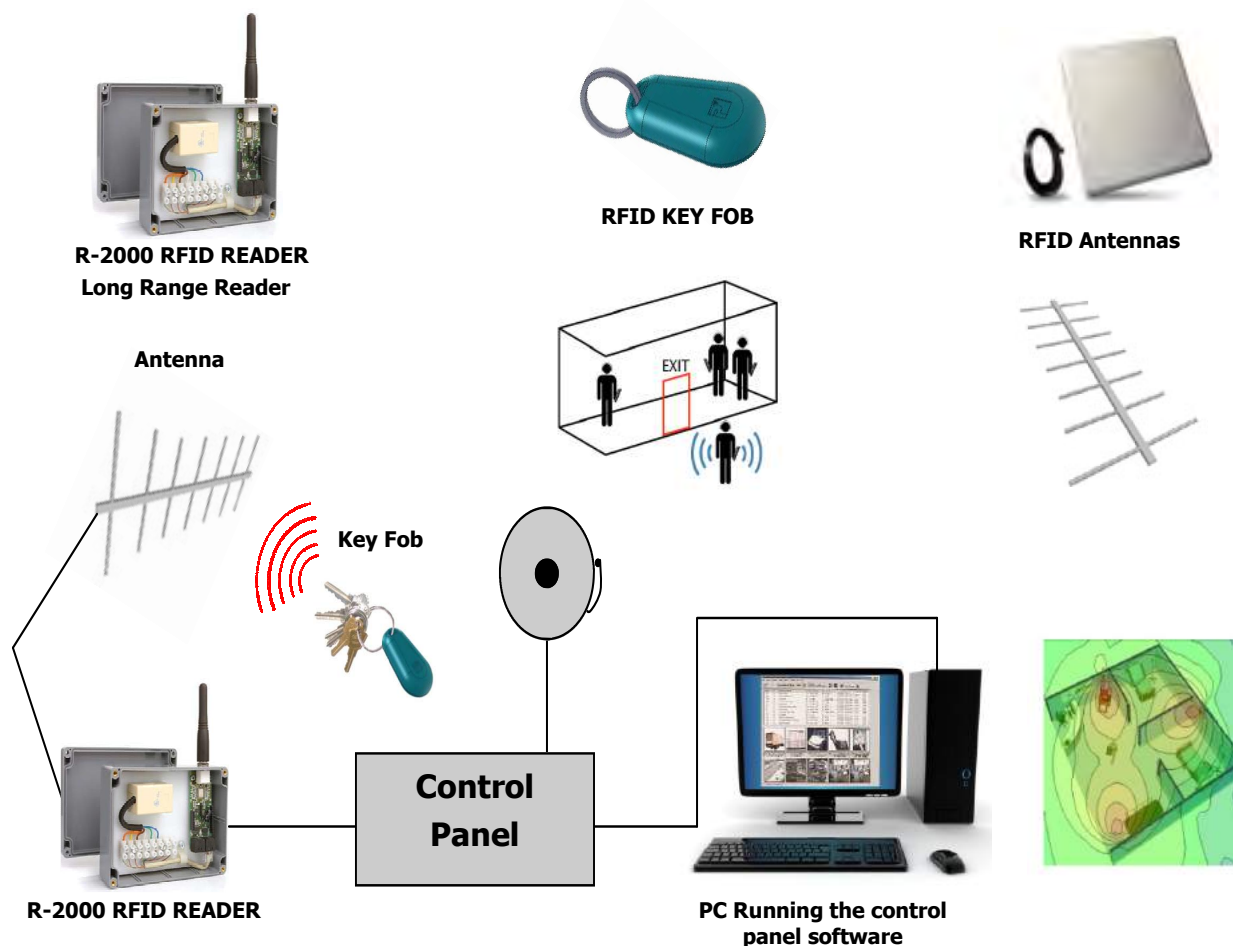 R-2000 RFID READER
Long Range Reader
RFID KEY FOB
RFID Antennas
Antenna
EXIT
Key Fob
Control
Panel
R-2000 RFID READER
PC Running the control
panel software